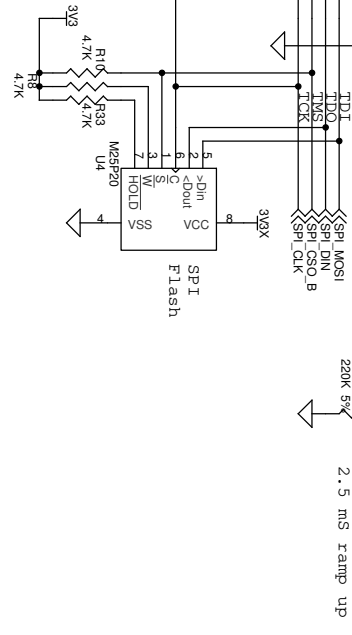 3V3
R10
4.7K
R8
4.7K
R33
4.7K
M25P20
U4
7
3
1
6
2
5
HOLD
W
S
C
<Dout
>Din
4
VSS
VCC
8
3V3X
SPI
Flash
TDI
TDO
TMS
TCK
SPI_MOSI
SPI_DIN
SPI_CSO_B
SPI_CLK
220K 5%
2.5 mS ramp up